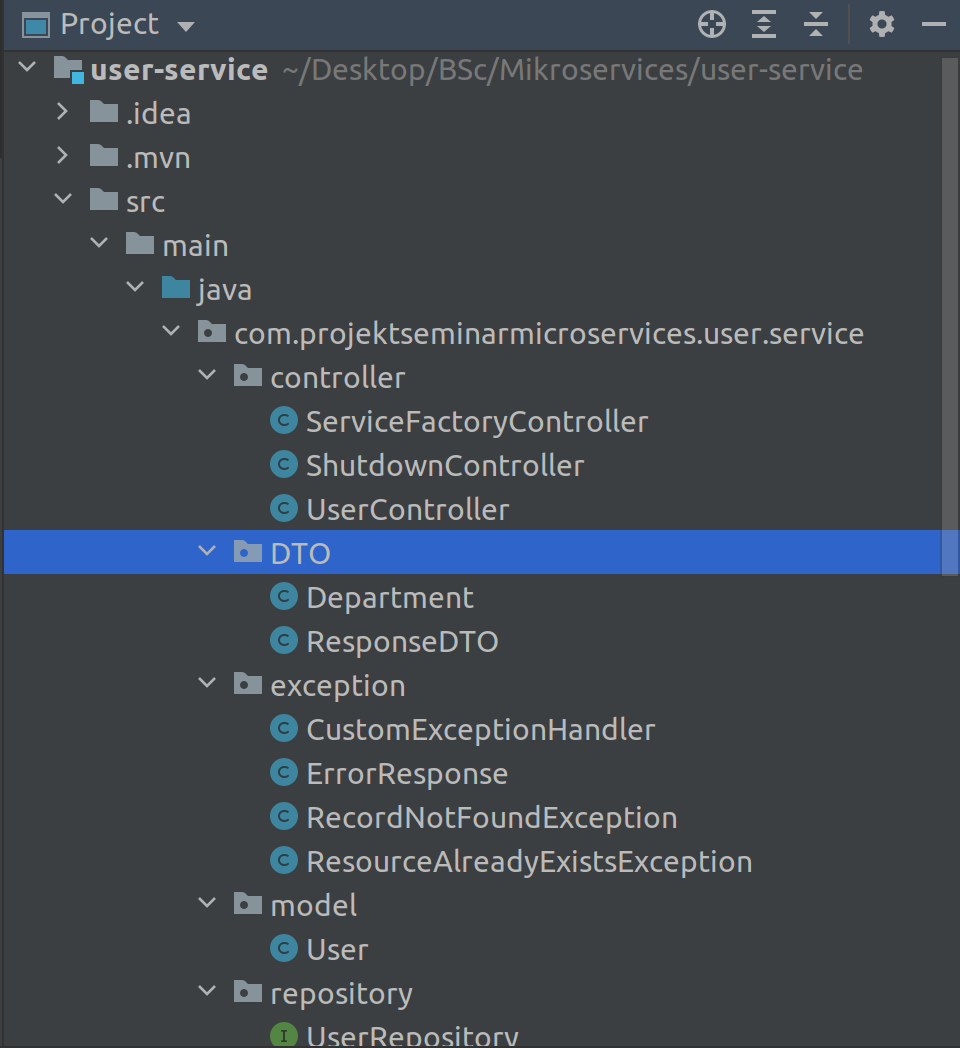 Project
user-service ~/Desktop/BSc/Mikroservices/user-service
.idea
.mvn
src
main
java
com.projektseminarmicroservices.user.service
controller
ServiceFactoryController
ShutdownController
UserController
DTO
Department
ResponseDTO
exception
CustomExceptionHandler
ErrorResponse
RecordNotFoundException
ResourceAlreadyExistsException
model
User
repository
UserRepository